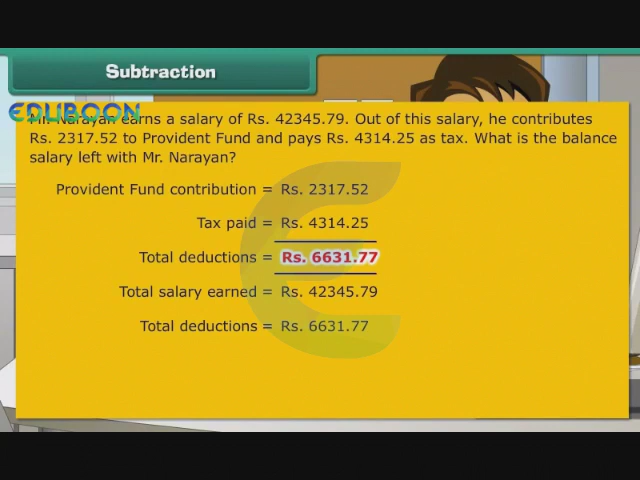 Subtraction
EDUBOON
Mr. Narayan earns a salary of Rs. 42345.79. Out of this salary, he contributes
Rs. 2317.52 to Provident Fund and pays Rs. 4314.25 as tax. What is the balance
salary left with Mr. Narayan?
Provident Fund contribution = Rs. 2317.52
Tax paid = Rs. 4314.25
Total deductions = Rs. 6631.77
Total salary earned = Rs. 42345.79
Total deductions = Rs. 6631.77